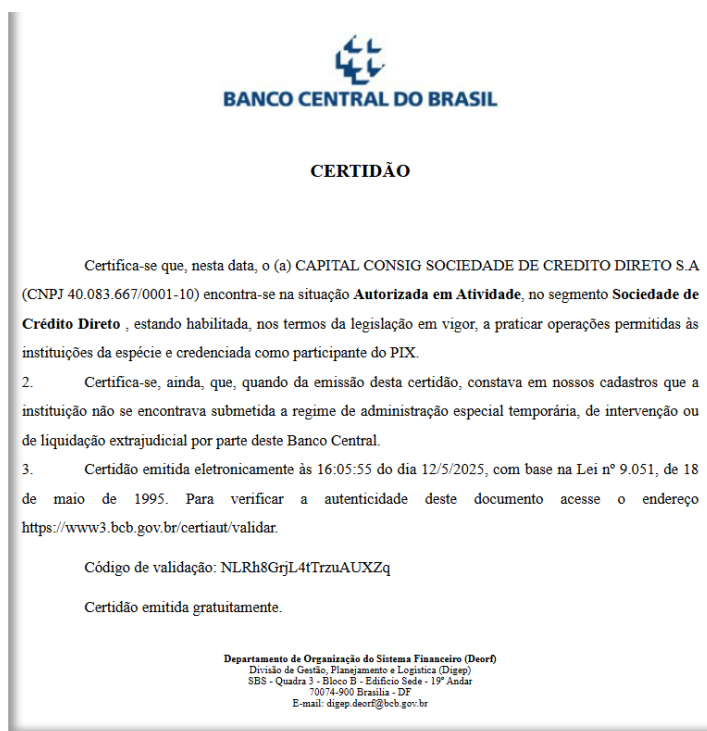 BANCO CENTRAL DO BRASIL
CERTIDÃO
Certifica-se que, nesta data, o (a) CAPITAL CONSIG SOCIEDADE DE CREDITO DIRETO S.A
(CNPJ 40.083.667/0001-10) encontra-se na situação Autorizada em Atividade, no segmento Sociedade de
Crédito Direto , estando habilitada, nos termos da legislação em vigor, a praticar operações permitidas às
instituições da espécie e credenciada como participante do PIX.
2. Certifica-se, ainda, que, quando da emissão desta certidão, constava em nossos cadastros que a
instituição não se encontrava submetida a regime de administração especial temporária, de intervenção ou
de liquidação extrajudicial por parte deste Banco Central.
3. Certidão emitida eletronicamente às 16:05:55 do dia 12/5/2025, com base na Lei nº 9.051, de 18
de maio de 1995. Para verificar a autenticidade deste documento acesse o endereço
https://www3.bcb.gov.br/certiaut/validar.
Código de validação: NLRh8GrjL4tTrzuAUXZq
Certidão emitida gratuitamente.
Departamento de Organização do Sistema Financeiro (Deorf)
Divisão de Gestão, Planejamento e Logística (Digep)
SBS - Quadra 3 - Bloco B - Edifício Sede - 19º Andar
70074-900 Brasília - DF
E-mail: digep.deorf@bcb.gov.br